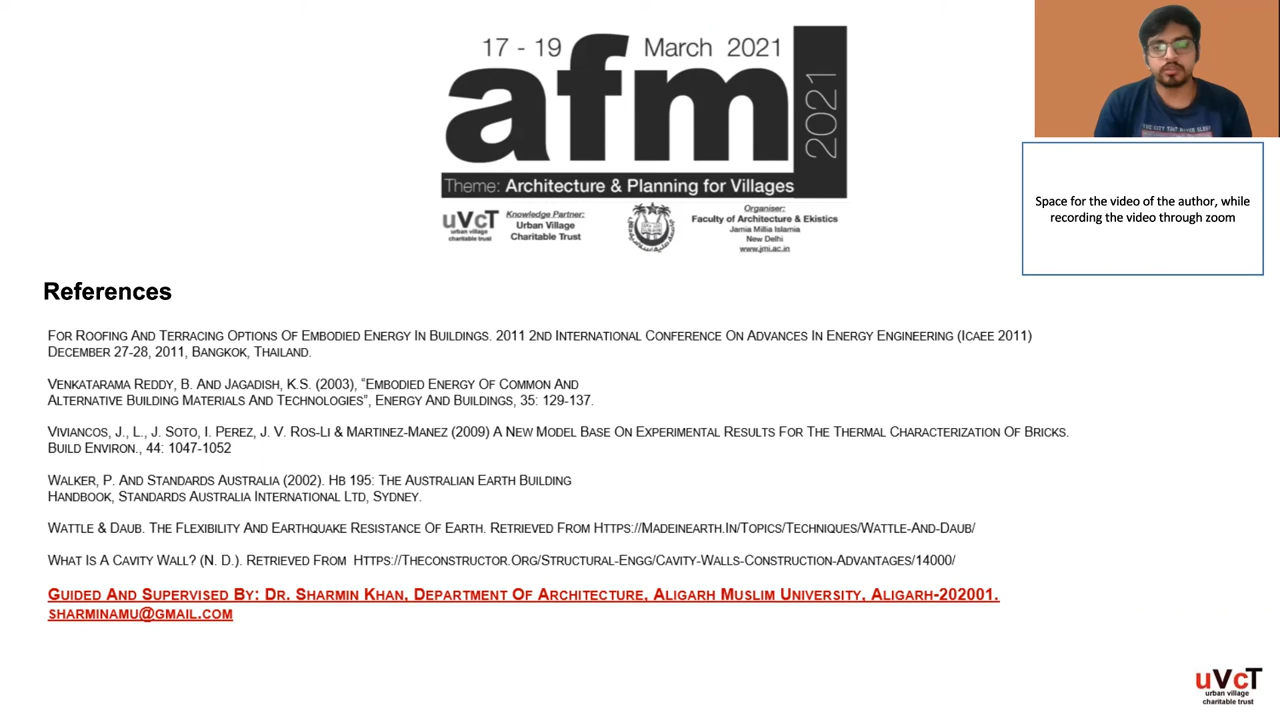 17 - 19 March 2021
afm
2021
Theme: Architecture & Planning for Villages
uVcT
urban village
charitable trust
Knowledge Partner:
Urban Village
Charitable Trust
Organiser:
Faculty of Architecture & Ekistics
Jamia Millia Islamia
New Delhi
www.jmi.ac.in
Space for the video of the author, while
recording the video through zoom
References
FOR ROOFING AND TERRACING OPTIONS OF EMBODIED ENERGY IN BUILDINGS. 2011 2ND INTERNATIONAL CONFERENCE ON ADVANCES IN ENERGY ENGINEERING (ICAEE 2011)
DECEMBER 27-28, 2011, BANGKOK, THAILAND.
VENKATARAMA REDDY, B. AND JAGADISH, K.S. (2003), “EMBODIED ENERGY OF COMMON AND
ALTERNATIVE BUILDING MATERIALS AND TECHNOLOGIES”, ENERGY AND BUILDINGS, 35: 129-137.
VIVIANCOS, J., L., J. SOTO, I. PEREZ, J. V. ROS-LI & MARTINEZ-MANEZ (2009) A NEW MODEL BASE ON EXPERIMENTAL RESULTS FOR THE THERMAL CHARACTERIZATION OF BRICKS.
BUILD ENVIRON., 44: 1047-1052
WALKER, P. AND STANDARDS AUSTRALIA (2002). HB 195: THE AUSTRALIAN EARTH BUILDING
HANDBOOK, STANDARDS AUSTRALIA INTERNATIONAL LTD, SYDNEY.
WATTLE & DAUB. THE FLEXIBILITY AND EARTHQUAKE RESISTANCE OF EARTH. RETRIEVED FROM HTTPS://MADEINEARTH.IN/TOPICS/TECHNIQUES/WATTLE-AND-DAUB/
WHAT IS A CAVITY WALL? (N. D.). RETRIEVED FROM HTTPS://THECONSTRUCTOR.ORG/STRUCTURAL-ENGG/CAVITY-WALLS-CONSTRUCTION-ADVANTAGES/14000/
GUIDED AND SUPERVISED BY: DR. SHARMIN KHAN, DEPARTMENT OF ARCHITECTURE, ALIGARH MUSLIM UNIVERSITY, ALIGARH-202001.
SHARMINAMU@GMAIL.COM
uVcT
urban village
charitable trust